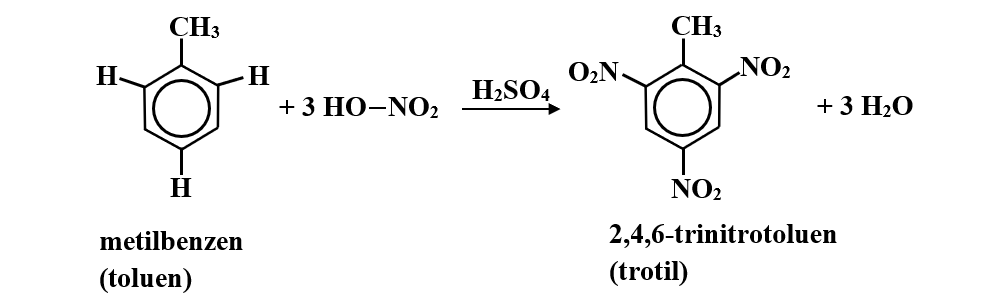 CH₃ CH₃
H H O₂N NO₂
+ 3 HO–NO₂ H₂SO₄ + 3 H₂O
H NO₂
metilbenzen
(toluen)
2,4,6-trinitrotoluen
(trotil)